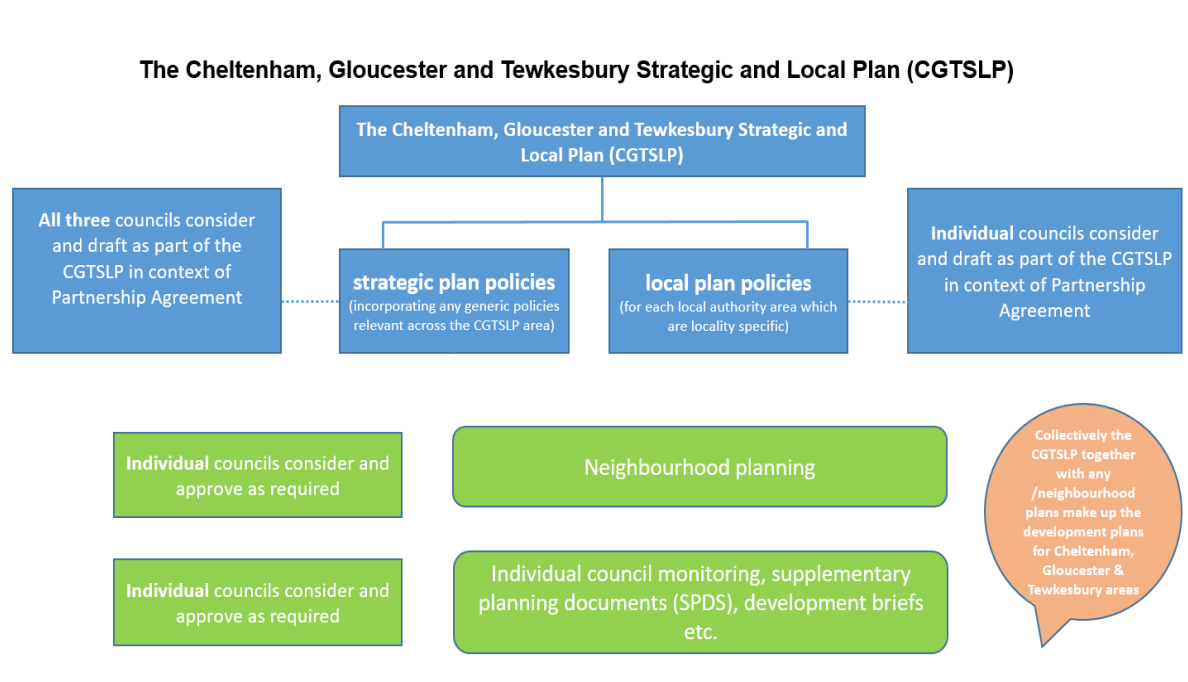 The Cheltenham, Gloucester and Tewkesbury Strategic and Local Plan (CGTSLP)
The Cheltenham, Gloucester and Tewkesbury Strategic and
Local Plan (CGTSLP)
All three councils consider
and draft as part of the
CGTSLP in context of
Partnership Agreement
strategic plan policies
(incorporating any generic policies
relevant across the CGTSLP area)
local plan policies
(for each local authority area which
are locality specific)
Individual councils consider
and draft as part of the CGTSLP
in context of Partnership
Agreement
Individual councils consider and
approve as required
Neighbourhood planning
Collectively the
CGTSLP together
with any
/neighbourhood
plans make up the
development plans
for Cheltenham,
Gloucester &
Tewkesbury areas
Individual councils consider and
approve as required
Individual council monitoring, supplementary
planning documents (SPDS), development briefs
etc.